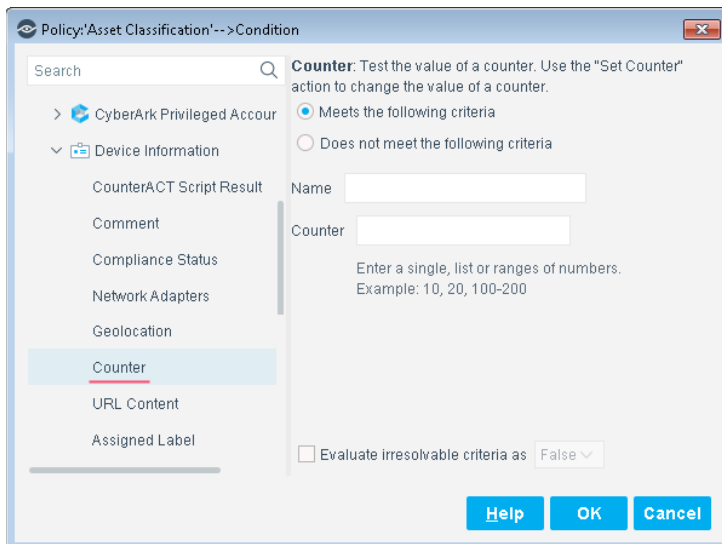 Policy:'Asset Classification'-->Condition
Search
CyberArk Privileged Accour
Device Information
CounterACT Script Result
Comment
Compliance Status
Network Adapters
Geolocation
Counter
URL Content
Assigned Label
Counter: Test the value of a counter. Use the "Set Counter"
action to change the value of a counter.
Meets the following criteria
Does not meet the following criteria
Name
Counter
Enter a single, list or ranges of numbers.
Example: 10, 20, 100-200
Evaluate irresolvable criteria as False
Help OK Cancel